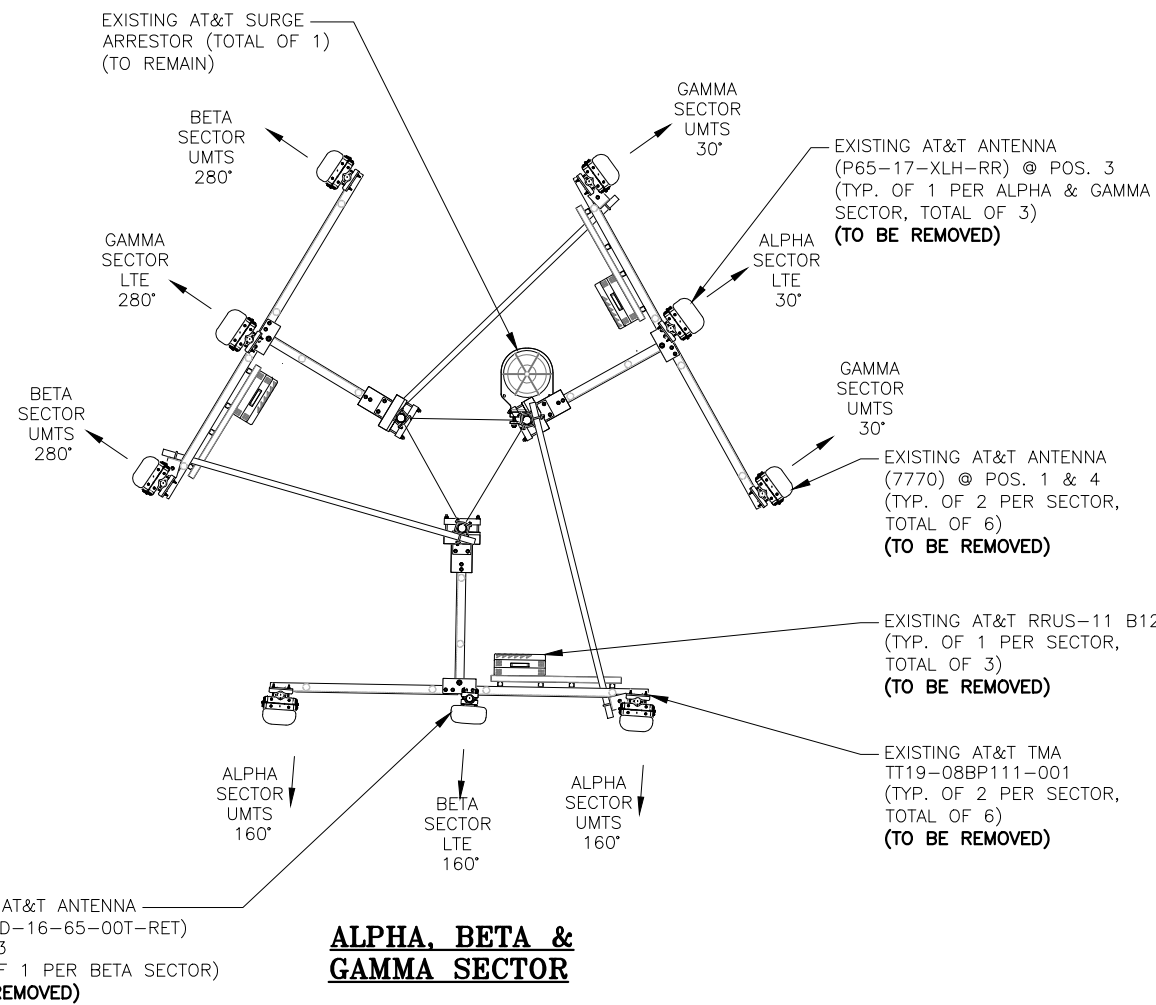 EXISTING AT&T SURGE
ARRESTOR (TOTAL OF 1)
(TO REMAIN)
BETA
SECTOR
UMTS
280°
GAMMA
SECTOR
UMTS
30°
EXISTING AT&T ANTENNA
(P65-17-XLH-RR) @ POS. 3
(TYP. OF 1 PER ALPHA & GAMMA
SECTOR, TOTAL OF 3)
(TO BE REMOVED)
GAMMA
SECTOR
LTE
280°
ALPHA
SECTOR
LTE
30°
BETA
SECTOR
UMTS
280°
GAMMA
SECTOR
UMTS
30°
EXISTING AT&T ANTENNA
(7770) @ POS. 1 & 4
(TYP. OF 2 PER SECTOR,
TOTAL OF 6)
(TO BE REMOVED)
EXISTING AT&T RRUS-11 B12
(TYP. OF 1 PER SECTOR,
TOTAL OF 3)
(TO BE REMOVED)
EXISTING AT&T TMA
TT19-08BP111-001
(TYP. OF 2 PER SECTOR,
TOTAL OF 6)
(TO BE REMOVED)
ALPHA
SECTOR
UMTS
160°
BETA
SECTOR
LTE
160°
ALPHA
SECTOR
UMTS
160°
AT&T ANTENNA
D-16-65-00T-RET)
3
F 1 PER BETA SECTOR)
REMOVED)
ALPHA, BETA &
GAMMA SECTOR